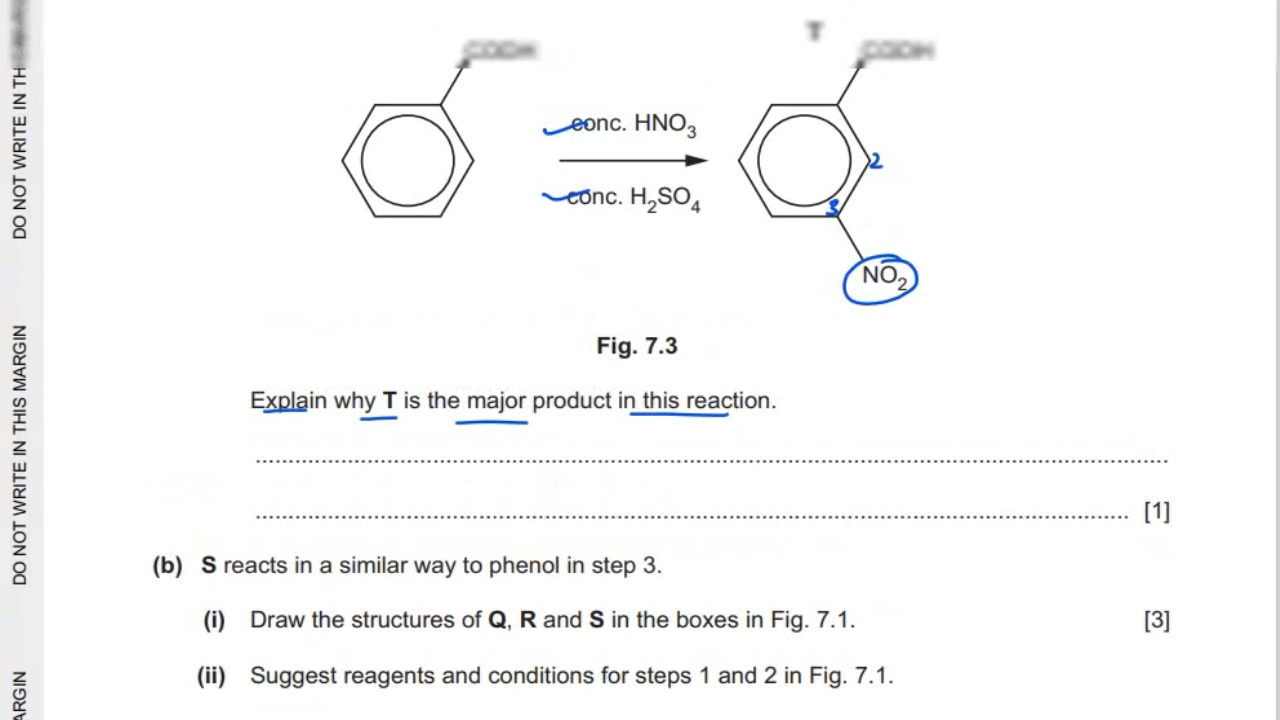 T
COOH
COOH
conc. HNO₃
conc. H₂SO₄
2
3
NO₂
Fig. 7.3
Explain why T is the major product in this reaction.
[1]
(b) S reacts in a similar way to phenol in step 3.
(i) Draw the structures of Q, R and S in the boxes in Fig. 7.1. [3]
(ii) Suggest reagents and conditions for steps 1 and 2 in Fig. 7.1.
DO NOT WRITE IN TH
DO NOT WRITE IN THIS MARGIN
ARGIN